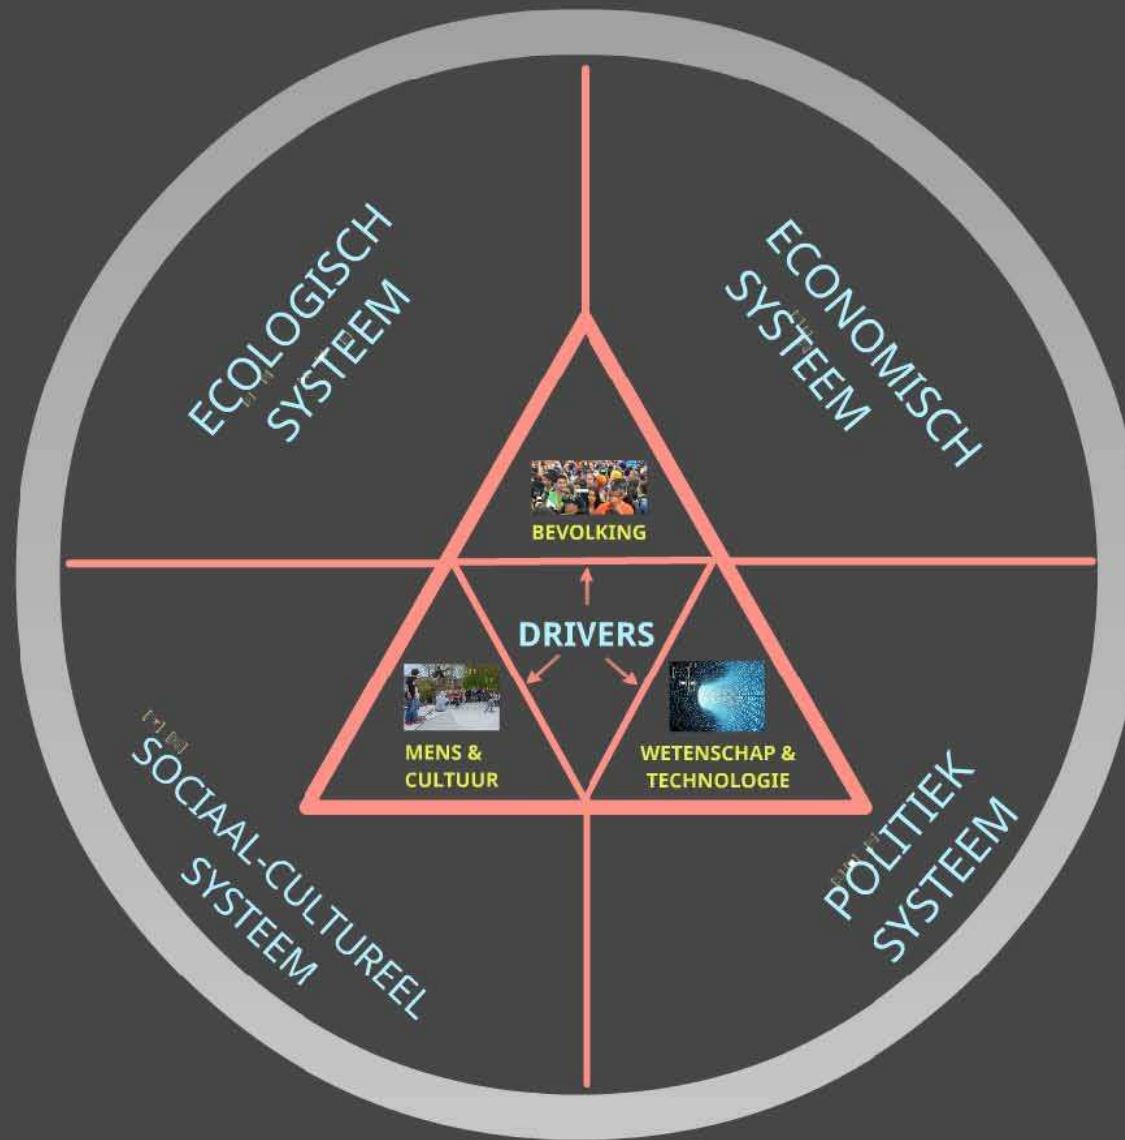 ECOLOGISCH
SYSTEEM
ECONOMISCH
SYSTEEM
BEVOLKING
DRIVERS
MENS &
CULTUUR
WETENSCHAP &
TECHNOLOGIE
SOCIAAL-CULTUREEL
SYSTEEM
POLITIEK
SYSTEEM